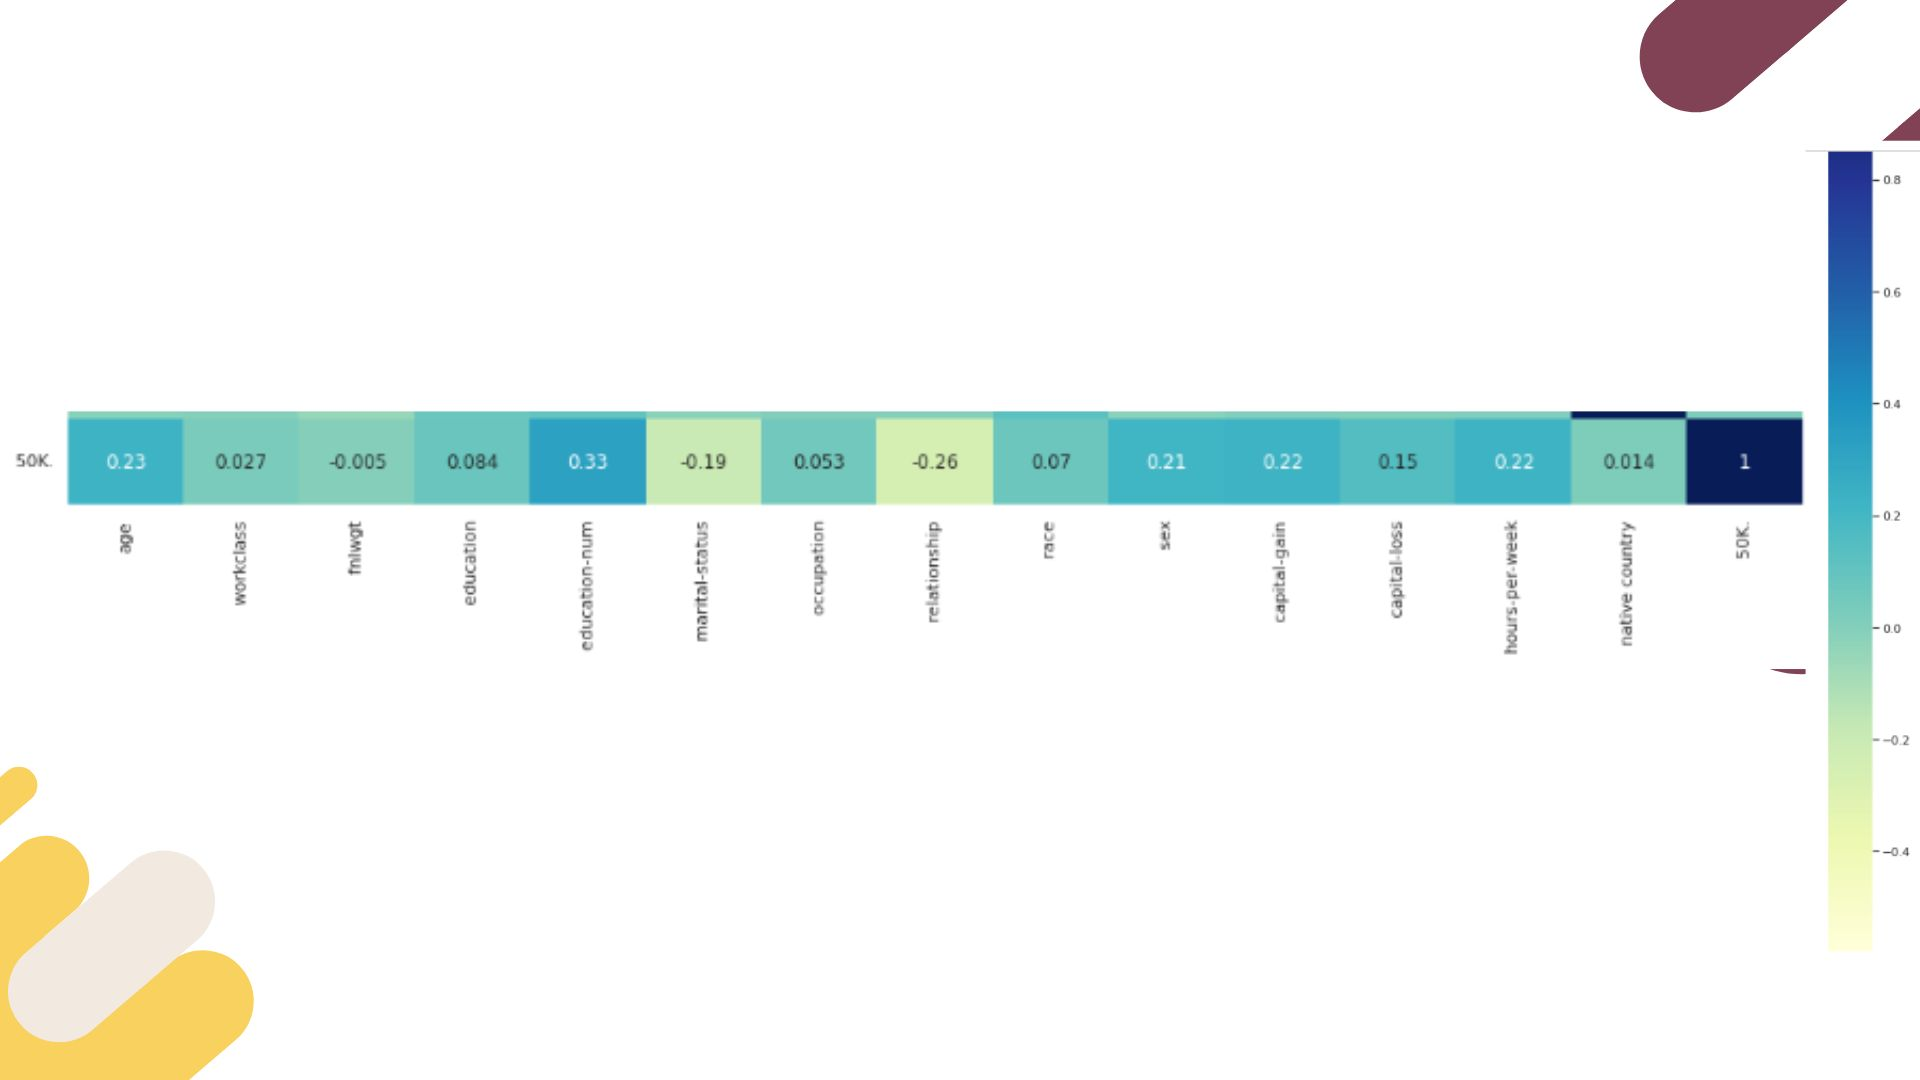 0.8
0.6
0.4
0.2
0.0
−0.2
−0.4
50K.
0.23 0.027 -0.005 0.084 0.33 -0.19 0.053 -0.26 0.07 0.21 0.22 0.15 0.22 0.014 1
age
workclass
fnlwgt
education
education-num
marital-status
occupation
relationship
race
sex
capital-gain
capital-loss
hours-per-week
native country
50K.